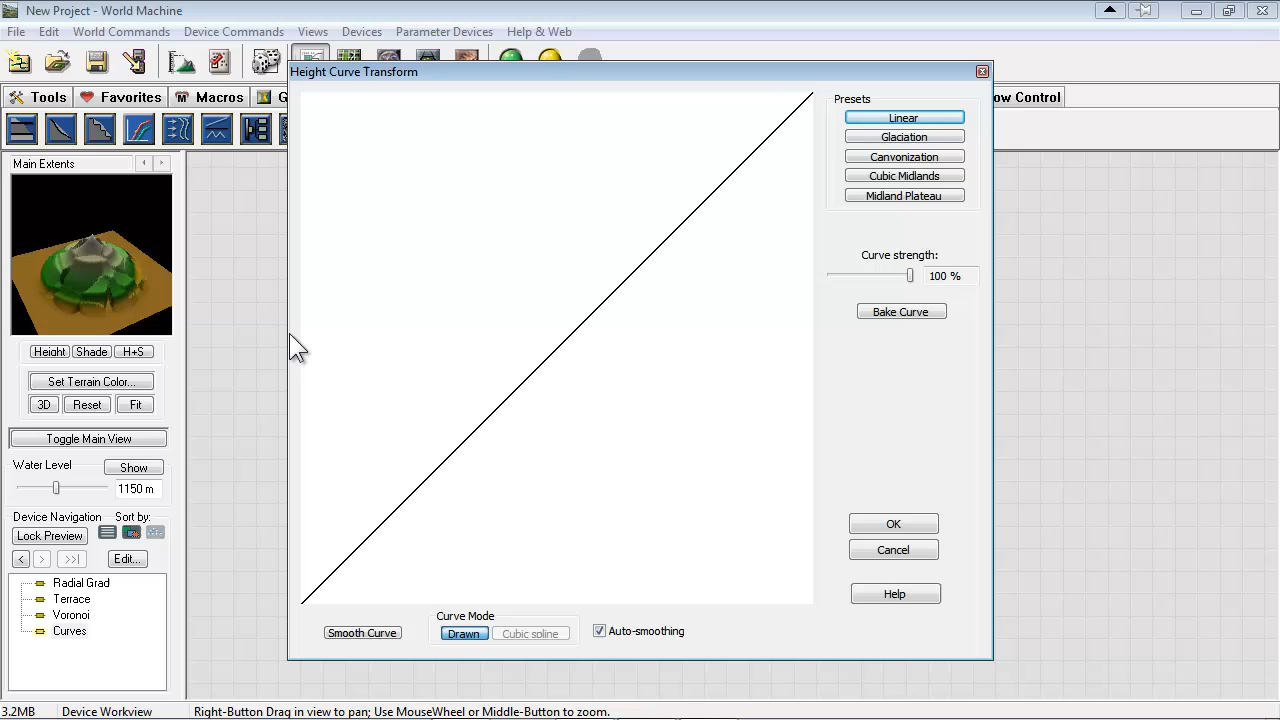 New Project - World Machine
File Edit World Commands Device Commands Views Devices Parameter Devices Help & Web
Tools Favorites Macros G
ow Control
Height Curve Transform
Presets
Linear
Glaciation
Canyonization
Cubic Midlands
Midland Plateau
Curve strength:
100 %
Bake Curve
OK
Cancel
Help
Curve Mode
Smooth Curve Drawn Cubic spline Auto-smoothing
Main Extents
Height Shade H+S
Set Terrain Color...
3D Reset Fit
Toggle Main View
Water Level Show
1150 m
Device Navigation Sort by:
Lock Preview
< > >>| Edit...
Radial Grad
Terrace
Voronoi
Curves
3.2MB Device Workview Right-Button Drag in view to pan; Use MouseWheel or Middle-Button to zoom.